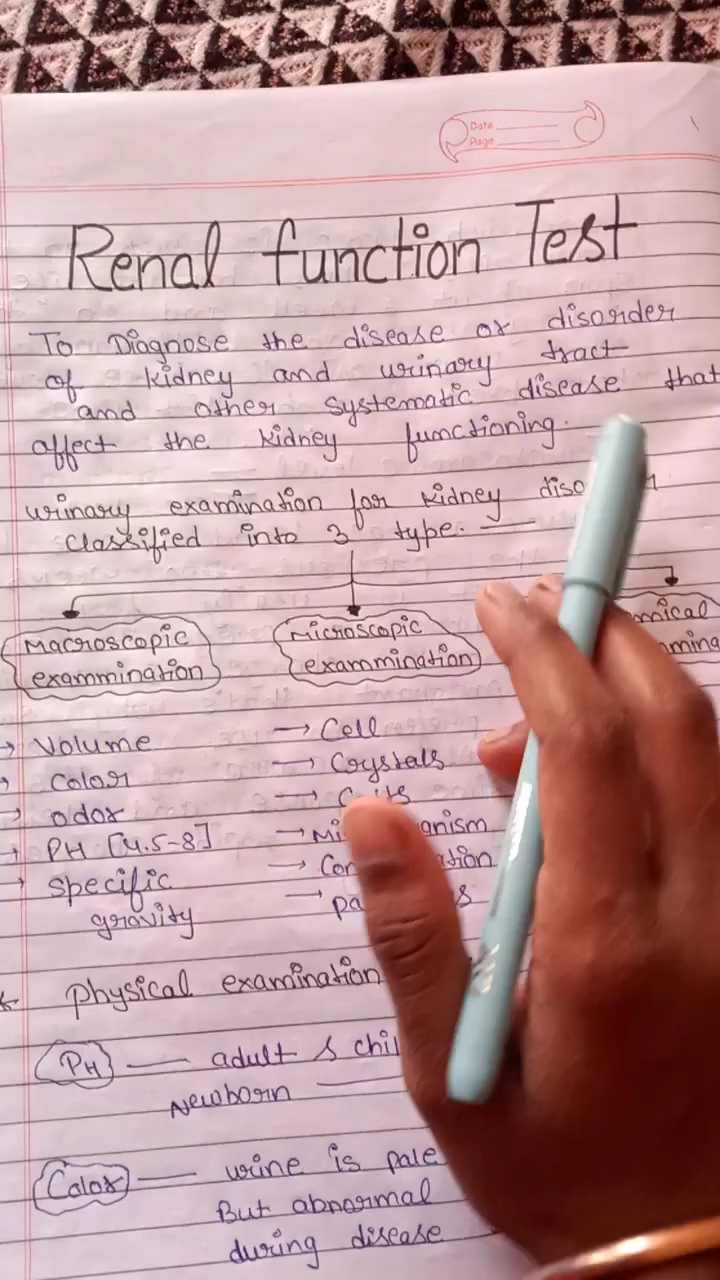 Date
Page
Renal function Test
To Diagnose the disease or disorder
of kidney and urinary tract
and other systematic disease that
affect the kidney functioning.
urinary examination for kidney
classified into 3 type. —
Macroscopic
exammination
Microscopic
exammination
→ Volume
→ Color
→ odor
→ PH [4.5-8]
→ specific
gravity
→ Cell
→ Crystals
→
→
→
→
* Physical examination
PH — adult &
Newborn —
Color — urine is pale
But abnormal
during disease